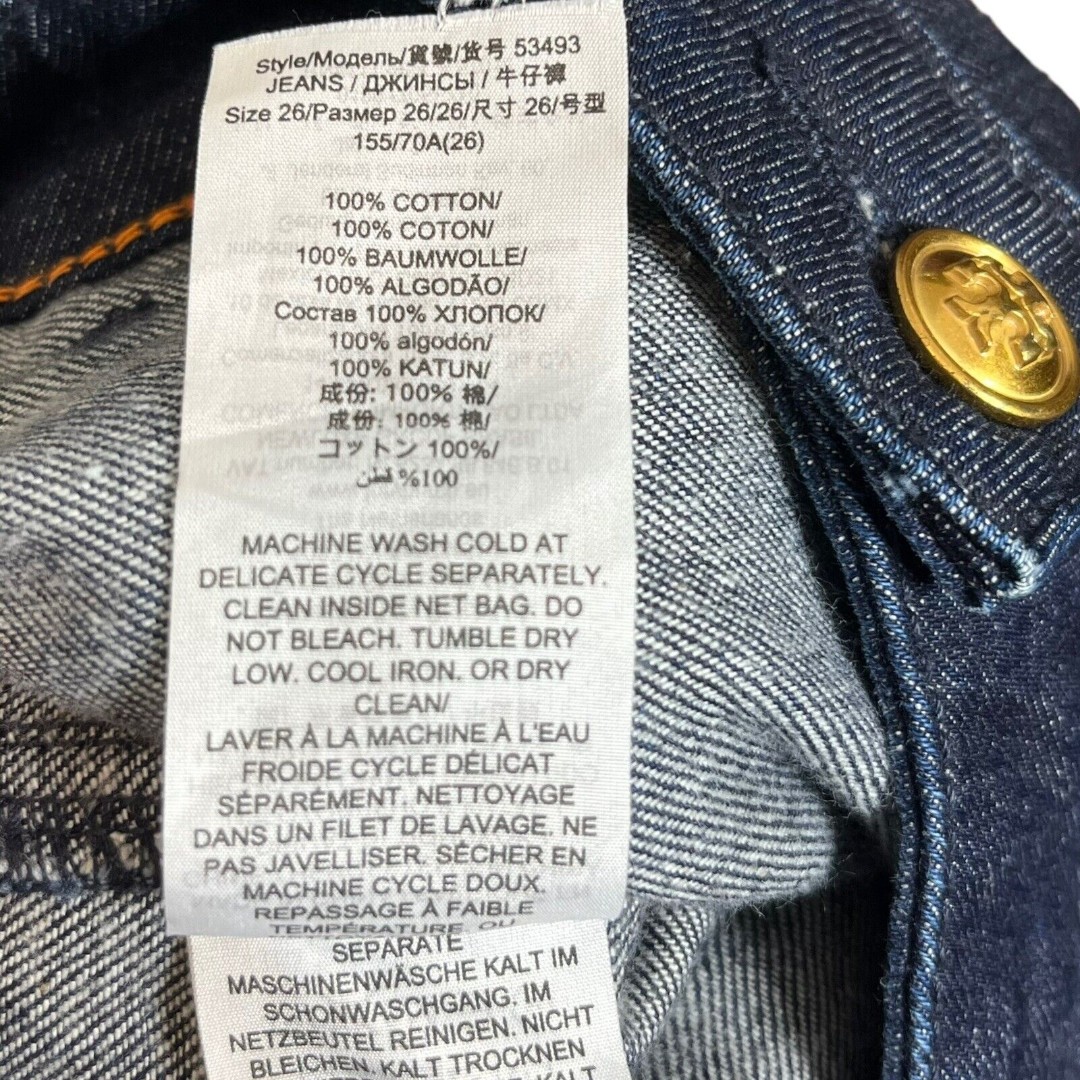 Style/Модель/貨號/货号 53493
JEANS / ДЖИНСЫ / 牛仔褲
Size 26/Размер 26/26/尺寸 26/号型
155/70A(26)
100% COTTON/
100% COTON/
100% BAUMWOLLE/
100% ALGODÃO/
Состав 100% ХЛОПОК/
100% algodón/
100% KATUN/
成份: 100% 棉/
成份: 100% 棉/
コットン 100%/
%100
MACHINE WASH COLD AT
DELICATE CYCLE SEPARATELY.
CLEAN INSIDE NET BAG. DO
NOT BLEACH. TUMBLE DRY
LOW. COOL IRON. OR DRY
CLEAN/
LAVER À LA MACHINE À L'EAU
FROIDE CYCLE DÉLICAT
SÉPARÉMENT. NETTOYAGE
DANS UN FILET DE LAVAGE. NE
PAS JAVELLISER. SÉCHER EN
MACHINE CYCLE DOUX.
REPASSAGE À FAIBLE
TEMPÉRATURE. OU
SEPARATE
MASCHINENWÄSCHE KALT IM
SCHONWASCHGANG. IM
NETZBEUTEL REINIGEN. NICHT
BLEICHEN. KALT TROCKNEN
KALT